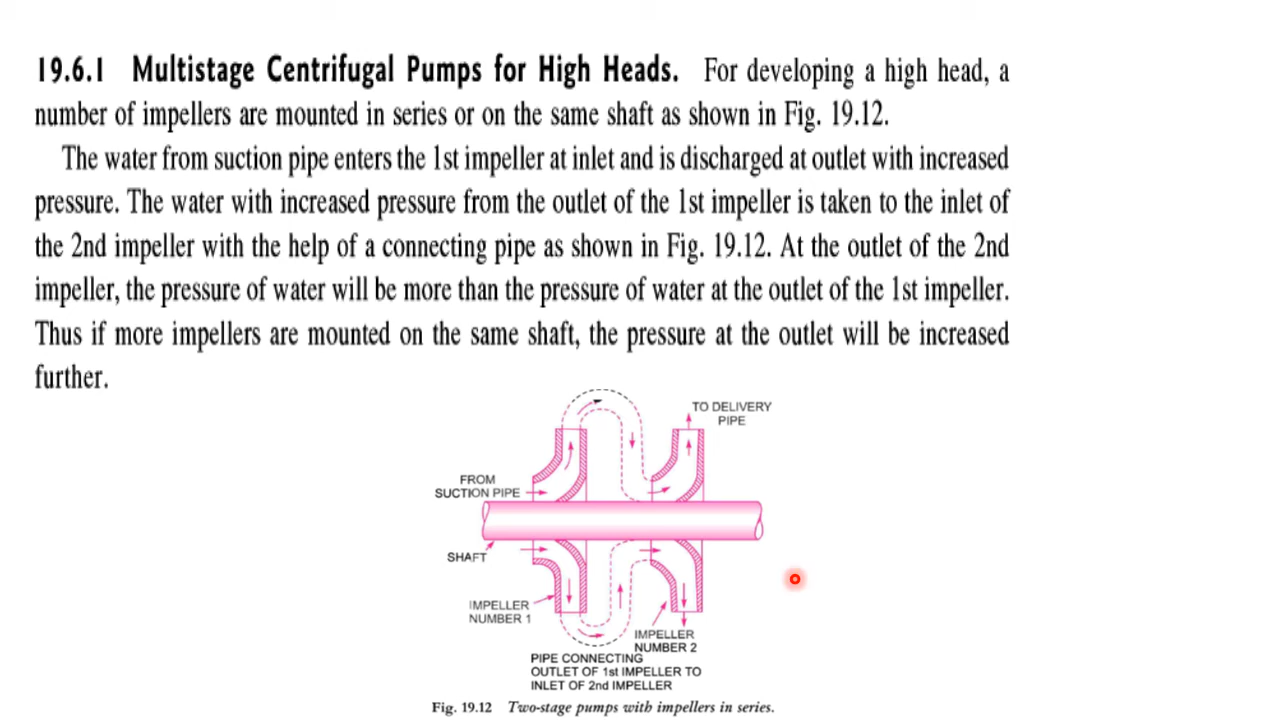 19.6.1 Multistage Centrifugal Pumps for High Heads. For developing a high head, a
number of impellers are mounted in series or on the same shaft as shown in Fig. 19.12.
The water from suction pipe enters the 1st impeller at inlet and is discharged at outlet with increased
pressure. The water with increased pressure from the outlet of the 1st impeller is taken to the inlet of
the 2nd impeller with the help of a connecting pipe as shown in Fig. 19.12. At the outlet of the 2nd
impeller, the pressure of water will be more than the pressure of water at the outlet of the 1st impeller.
Thus if more impellers are mounted on the same shaft, the pressure at the outlet will be increased
further.
TO DELIVERY
PIPE
FROM
SUCTION PIPE
SHAFT
IMPELLER
NUMBER 1
IMPELLER
NUMBER 2
PIPE CONNECTING
OUTLET OF 1st IMPELLER TO
INLET OF 2nd IMPELLER
Fig. 19.12 Two-stage pumps with impellers in series.